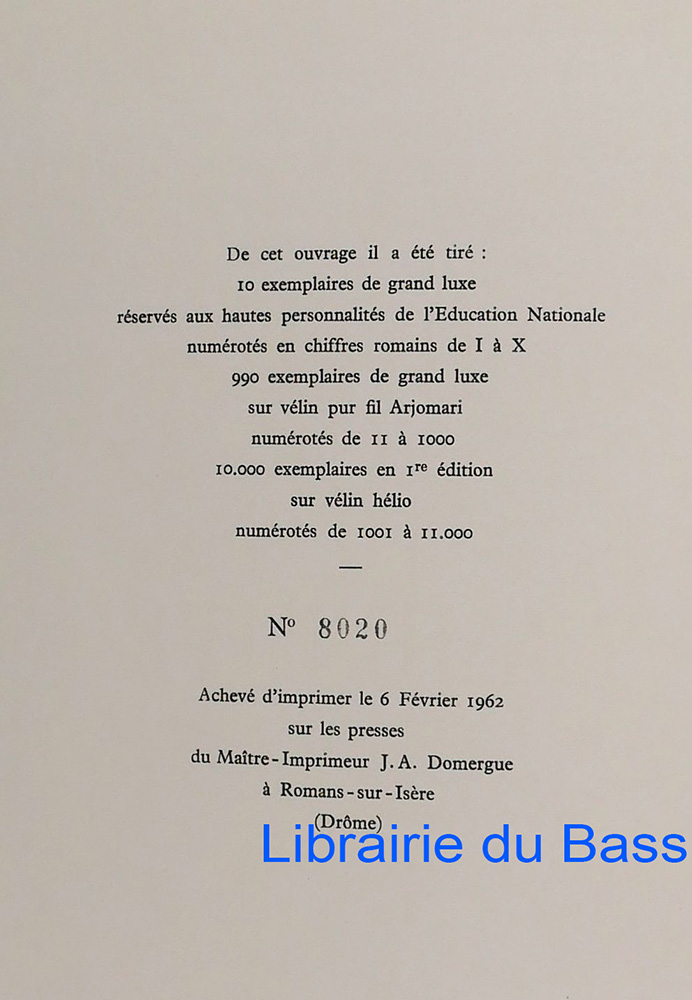 De cet ouvrage il a été tiré :
10 exemplaires de grand luxe
réservés aux hautes personnalités de l'Education Nationale
numérotés en chiffres romains de I à X
990 exemplaires de grand luxe
sur vélin pur fil Arjomari
numérotés de 11 à 1000
10.000 exemplaires en 1re édition
sur vélin hélio
numérotés de 1001 à 11.000
—
No 8020
Achevé d'imprimer le 6 Février 1962
sur les presses
du Maître-Imprimeur J. A. Domergue
à Romans-sur-Isère
(Drôme)
Librairie du Bass